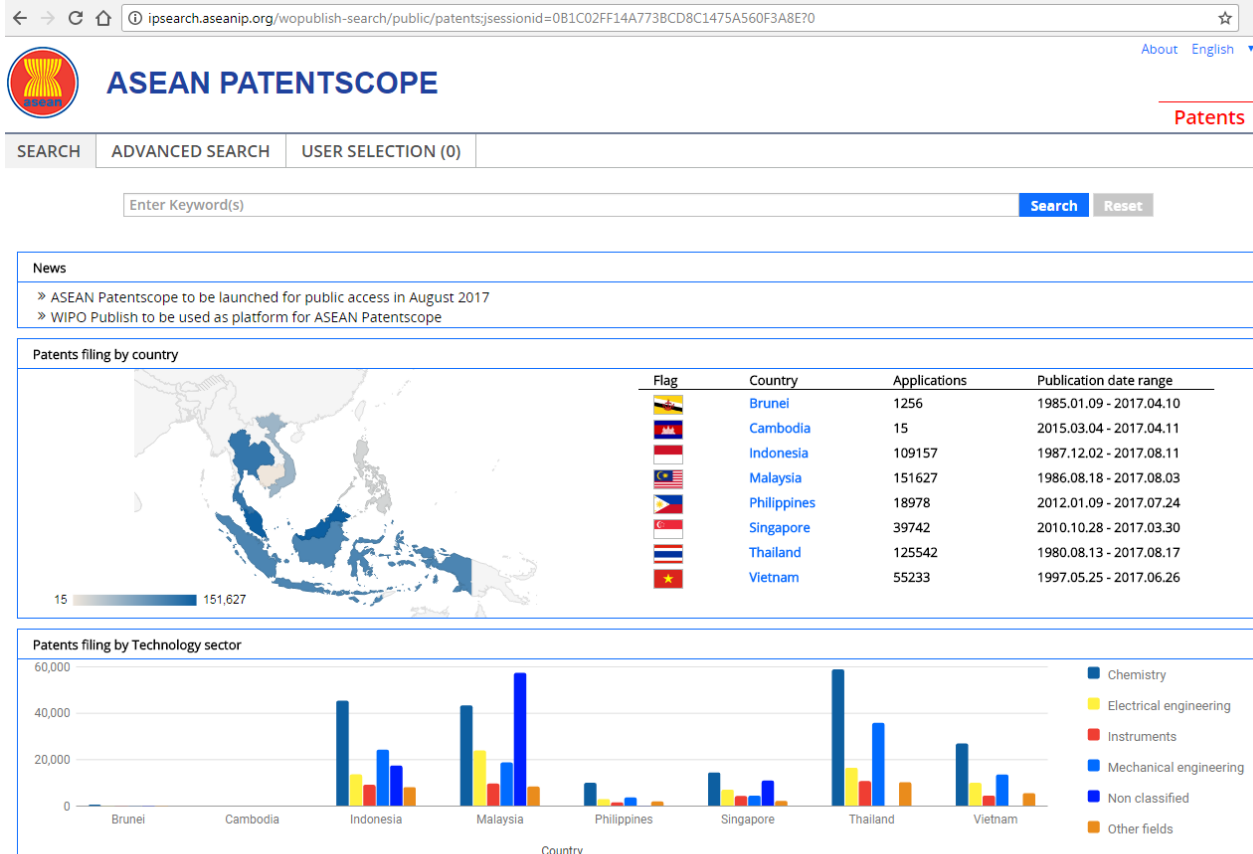 ipsearch.aseanip.org/wopublish-search/public/patents;jsessionid=0B1C02FF14A773BCD8C1475A560F3A8E?0
About English
asean
ASEAN PATENTSCOPE
Patents
SEARCH ADVANCED SEARCH USER SELECTION (0)
Enter Keyword(s) Search Reset
News
» ASEAN Patentscope to be launched for public access in August 2017
» WIPO Publish to be used as platform for ASEAN Patentscope
Patents filing by country
Flag Country Applications Publication date range
Brunei 1256 1985.01.09 - 2017.04.10
Cambodia 15 2015.03.04 - 2017.04.11
Indonesia 109157 1987.12.02 - 2017.08.11
Malaysia 151627 1986.08.18 - 2017.08.03
Philippines 18978 2012.01.09 - 2017.07.24
Singapore 39742 2010.10.28 - 2017.03.30
Thailand 125542 1980.08.13 - 2017.08.17
Vietnam 55233 1997.05.25 - 2017.06.26
15 151,627
Patents filing by Technology sector
60,000
40,000
20,000
0
Brunei Cambodia Indonesia Malaysia Philippines Singapore Thailand Vietnam
Country
Chemistry
Electrical engineering
Instruments
Mechanical engineering
Non classified
Other fields